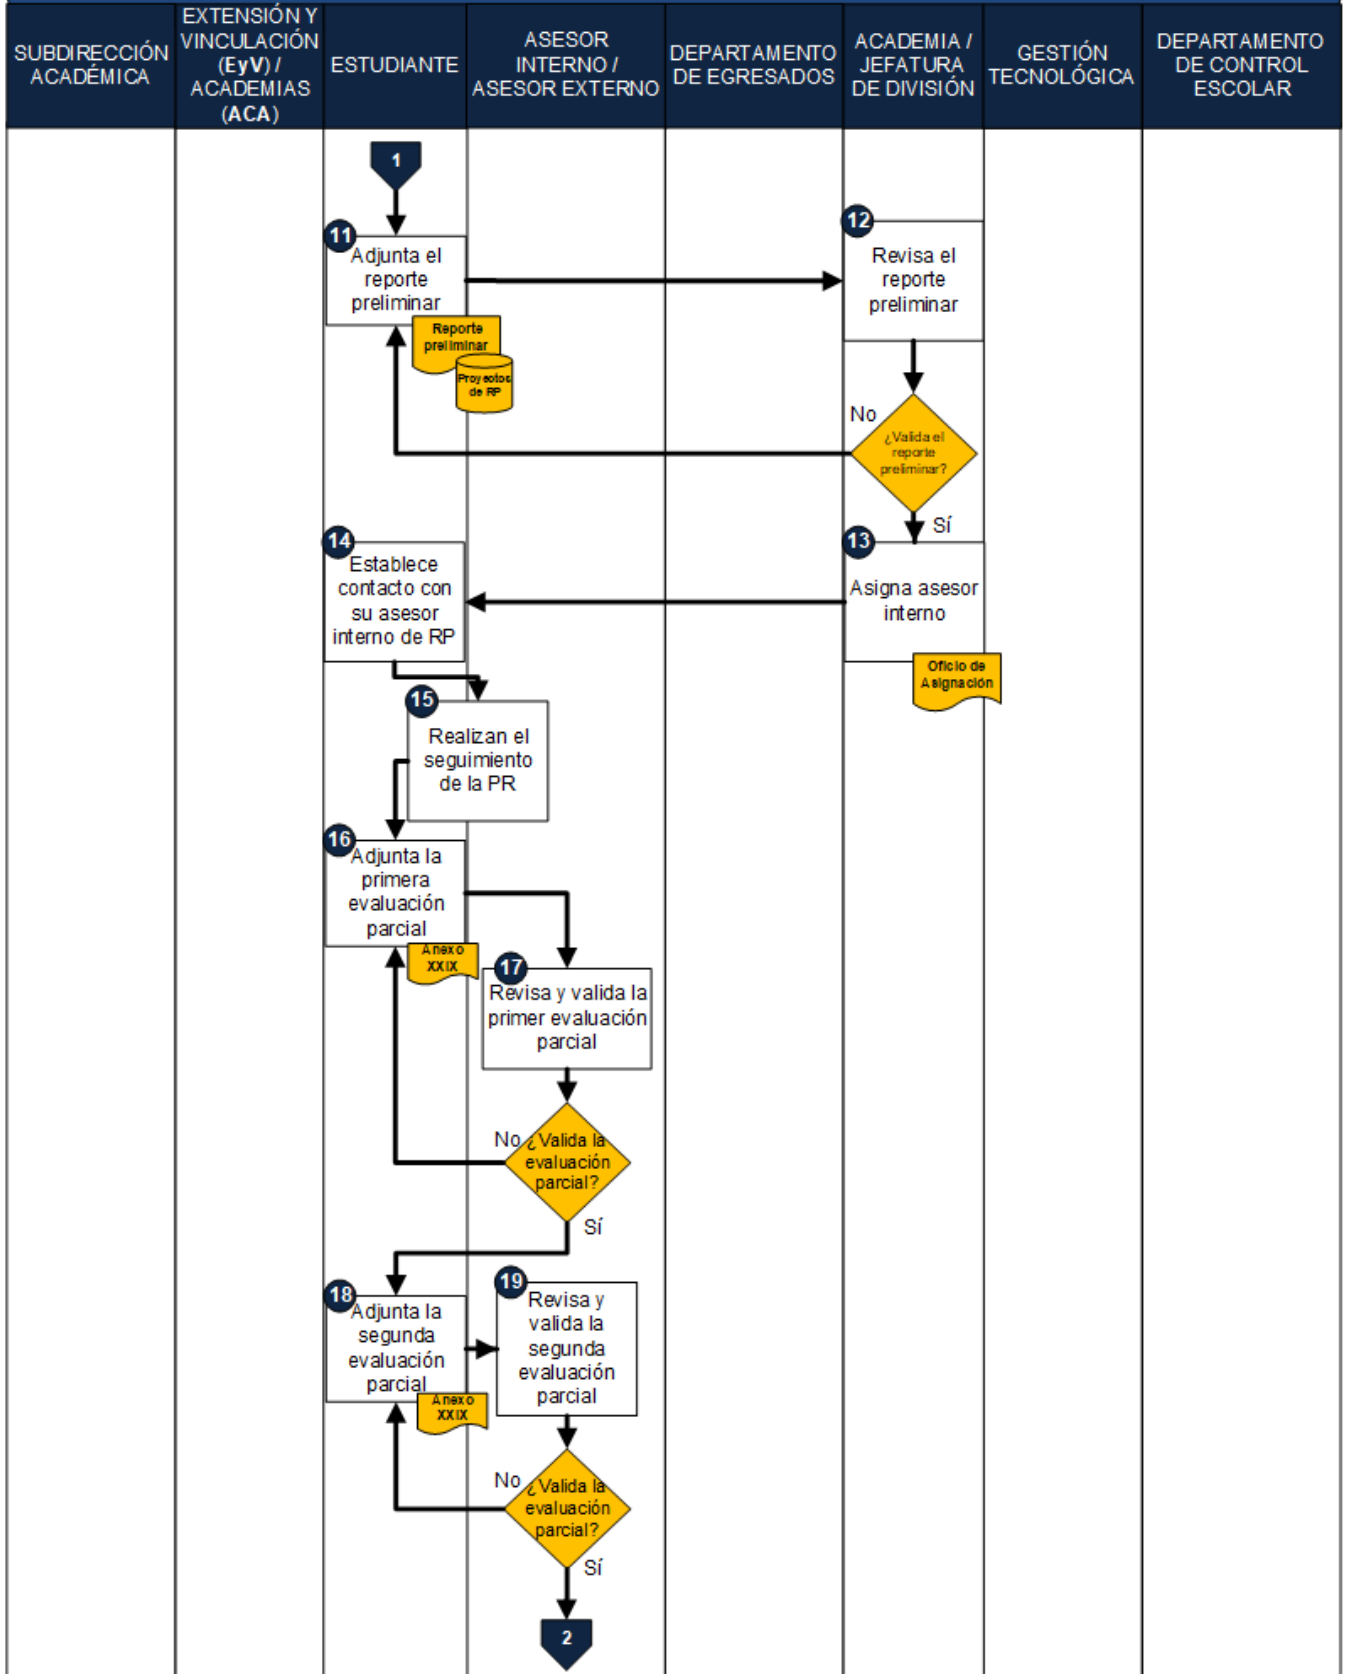 SUBDIRECCIÓN
ACADÉMICA
EXTENSIÓN Y
VINCULACIÓN
(EyV) /
ACADEMIAS
(ACA)
ESTUDIANTE
ASESOR
INTERNO /
ASESOR EXTERNO
DEPARTAMENTO
DE EGRESADOS
ACADEMIA /
JEFATURA
DE DIVISIÓN
GESTIÓN
TECNOLÓGICA
DEPARTAMENTO
DE CONTROL
ESCOLAR
1
11
Adjunta el
reporte
preliminar
Reporte
preliminar
Proyectos
de RP
12
Revisa el
reporte
preliminar
No
¿Valida el
reporte
preliminar?
Sí
13
Asigna asesor
interno
Oficio de
Asignación
14
Establece
contacto con
su asesor
interno de RP
15
Realizan el
seguimiento
de la PR
16
Adjunta la
primera
evaluación
parcial
Anexo
XXIX
17
Revisa y valida la
primer evaluación
parcial
No
¿Valida la
evaluación
parcial?
Sí
18
Adjunta la
segunda
evaluación
parcial
Anexo
XXIX
19
Revisa y
valida la
segunda
evaluación
parcial
No
¿Valida la
evaluación
parcial?
Sí
2